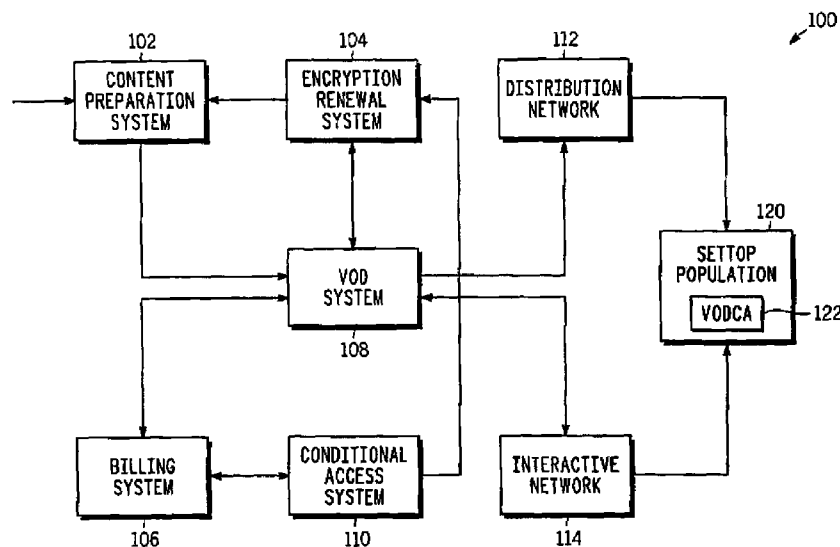 100
102
CONTENT
PREPARATION
SYSTEM
104
ENCRYPTION
RENEWAL
SYSTEM
112
DISTRIBUTION
NETWORK
120
SETTOP
POPULATION
VODCA
122
VOD
SYSTEM
108
BILLING
SYSTEM
106
CONDITIONAL
ACCESS
SYSTEM
110
INTERACTIVE
NETWORK
114